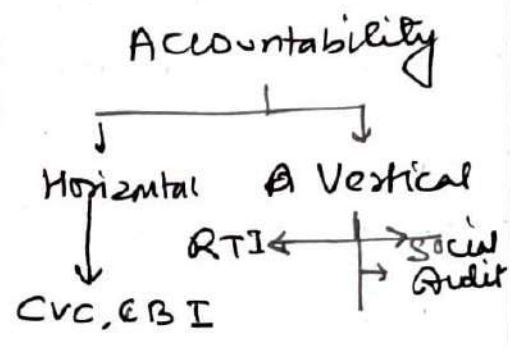 Accountability
Horizontal Vertical
RTI Social
Audit
CVC, CBI